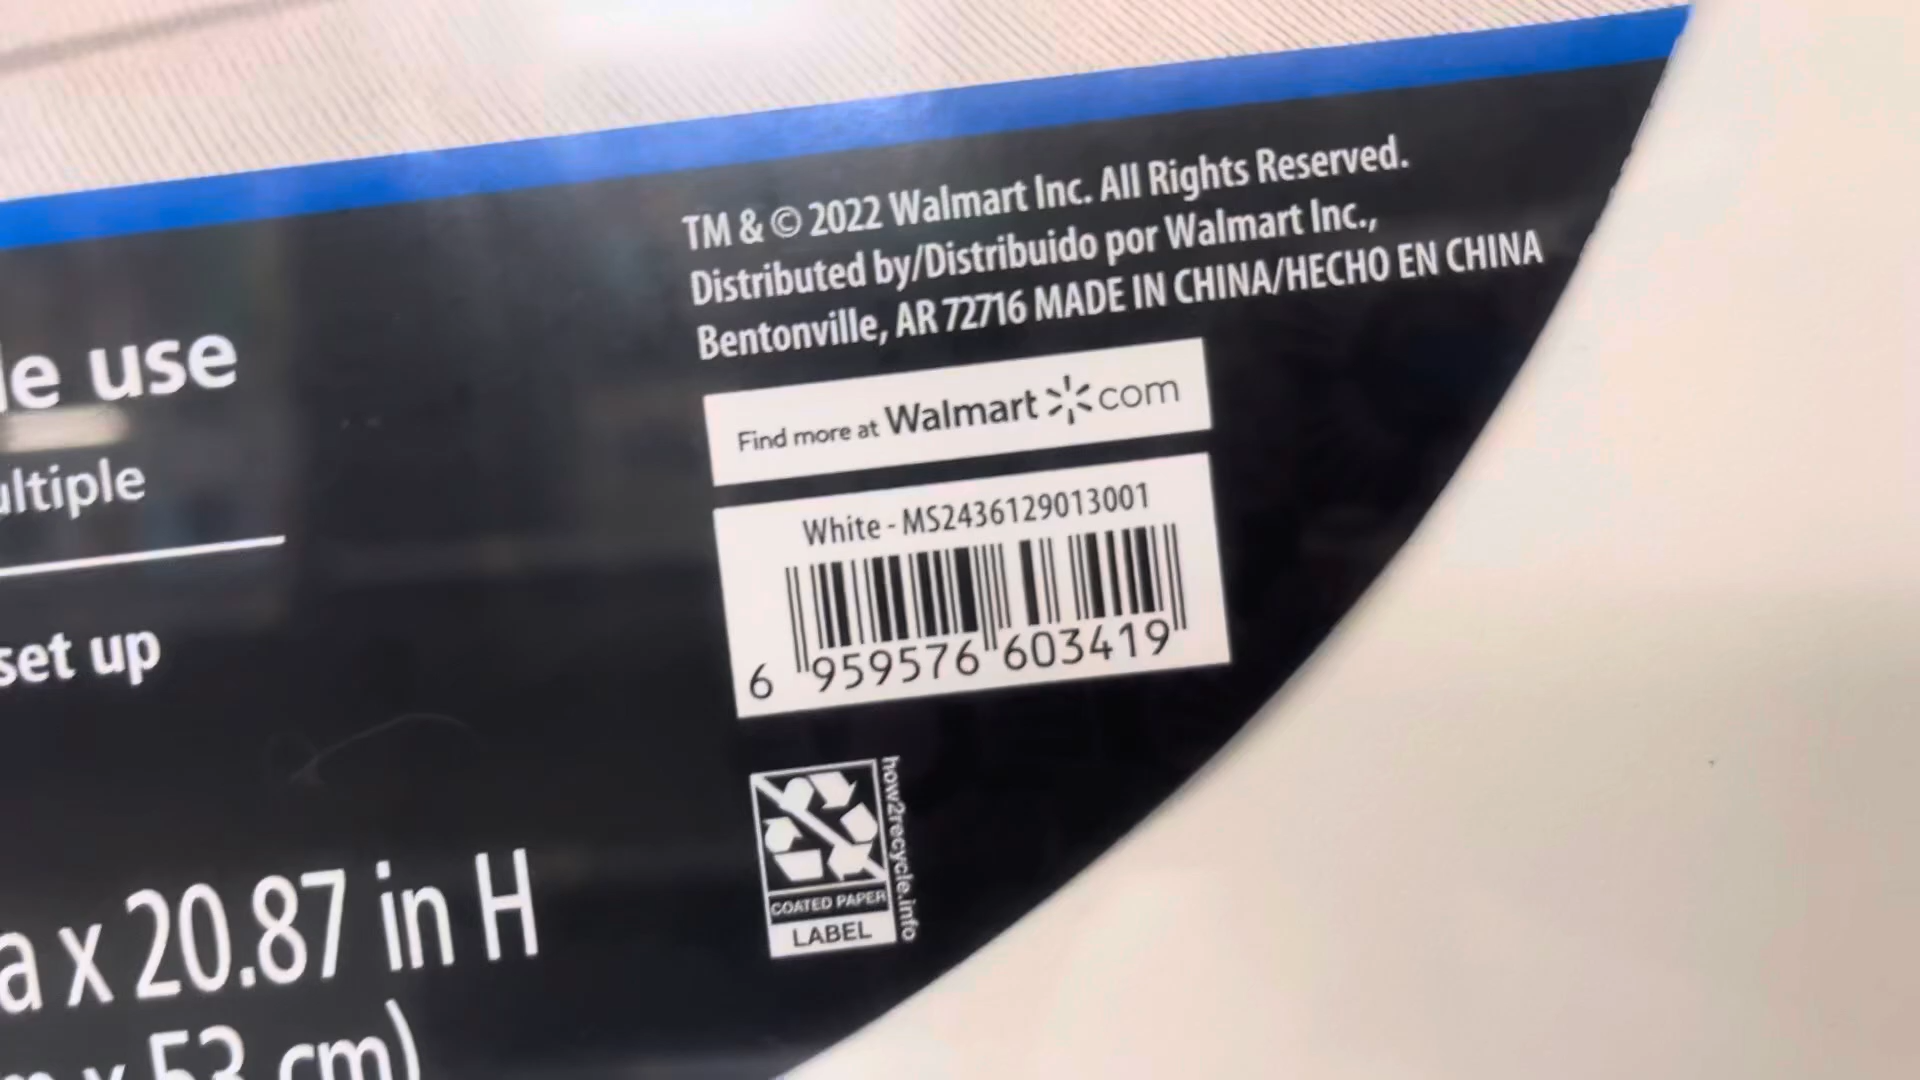 TM & © 2022 Walmart Inc. All Rights Reserved.
Distributed by/Distribuido por Walmart Inc.,
Bentonville, AR 72716 MADE IN CHINA/HECHO EN CHINA
Find more at Walmart com
White - MS2436129013001
6 959576 603419
COATED PAPER
LABEL
how2recycle.info
le use
ultiple
set up
a x 20.87 in H
x 53 cm)